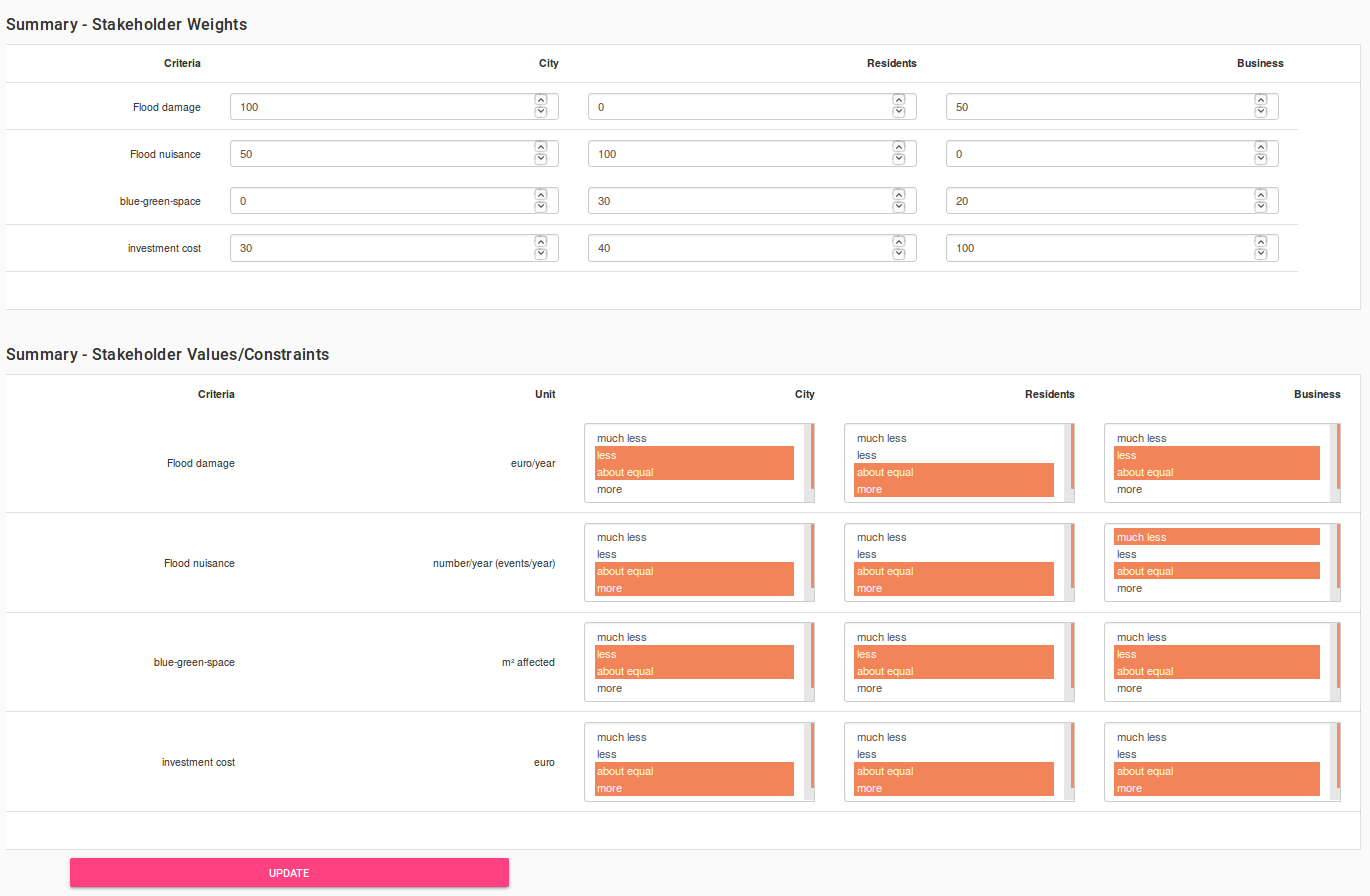 Summary - Stakeholder Weights
Criteria City Residents Business
Flood damage 100 0 50
Flood nuisance 50 100 0
blue-green-space 0 30 20
investment cost 30 40 100
Summary - Stakeholder Values/Constraints
Criteria Unit City Residents Business
much less much less much less
less less less
Flood damage euro/year
about equal about equal about equal
more more more
much less much less much less
less less less
Flood nuisance number/year (events/year)
about equal about equal about equal
more more more
much less much less much less
less less less
blue-green-space m² affected
about equal about equal about equal
more more more
much less much less much less
less less less
investment cost euro
about equal about equal about equal
more more more
UPDATE